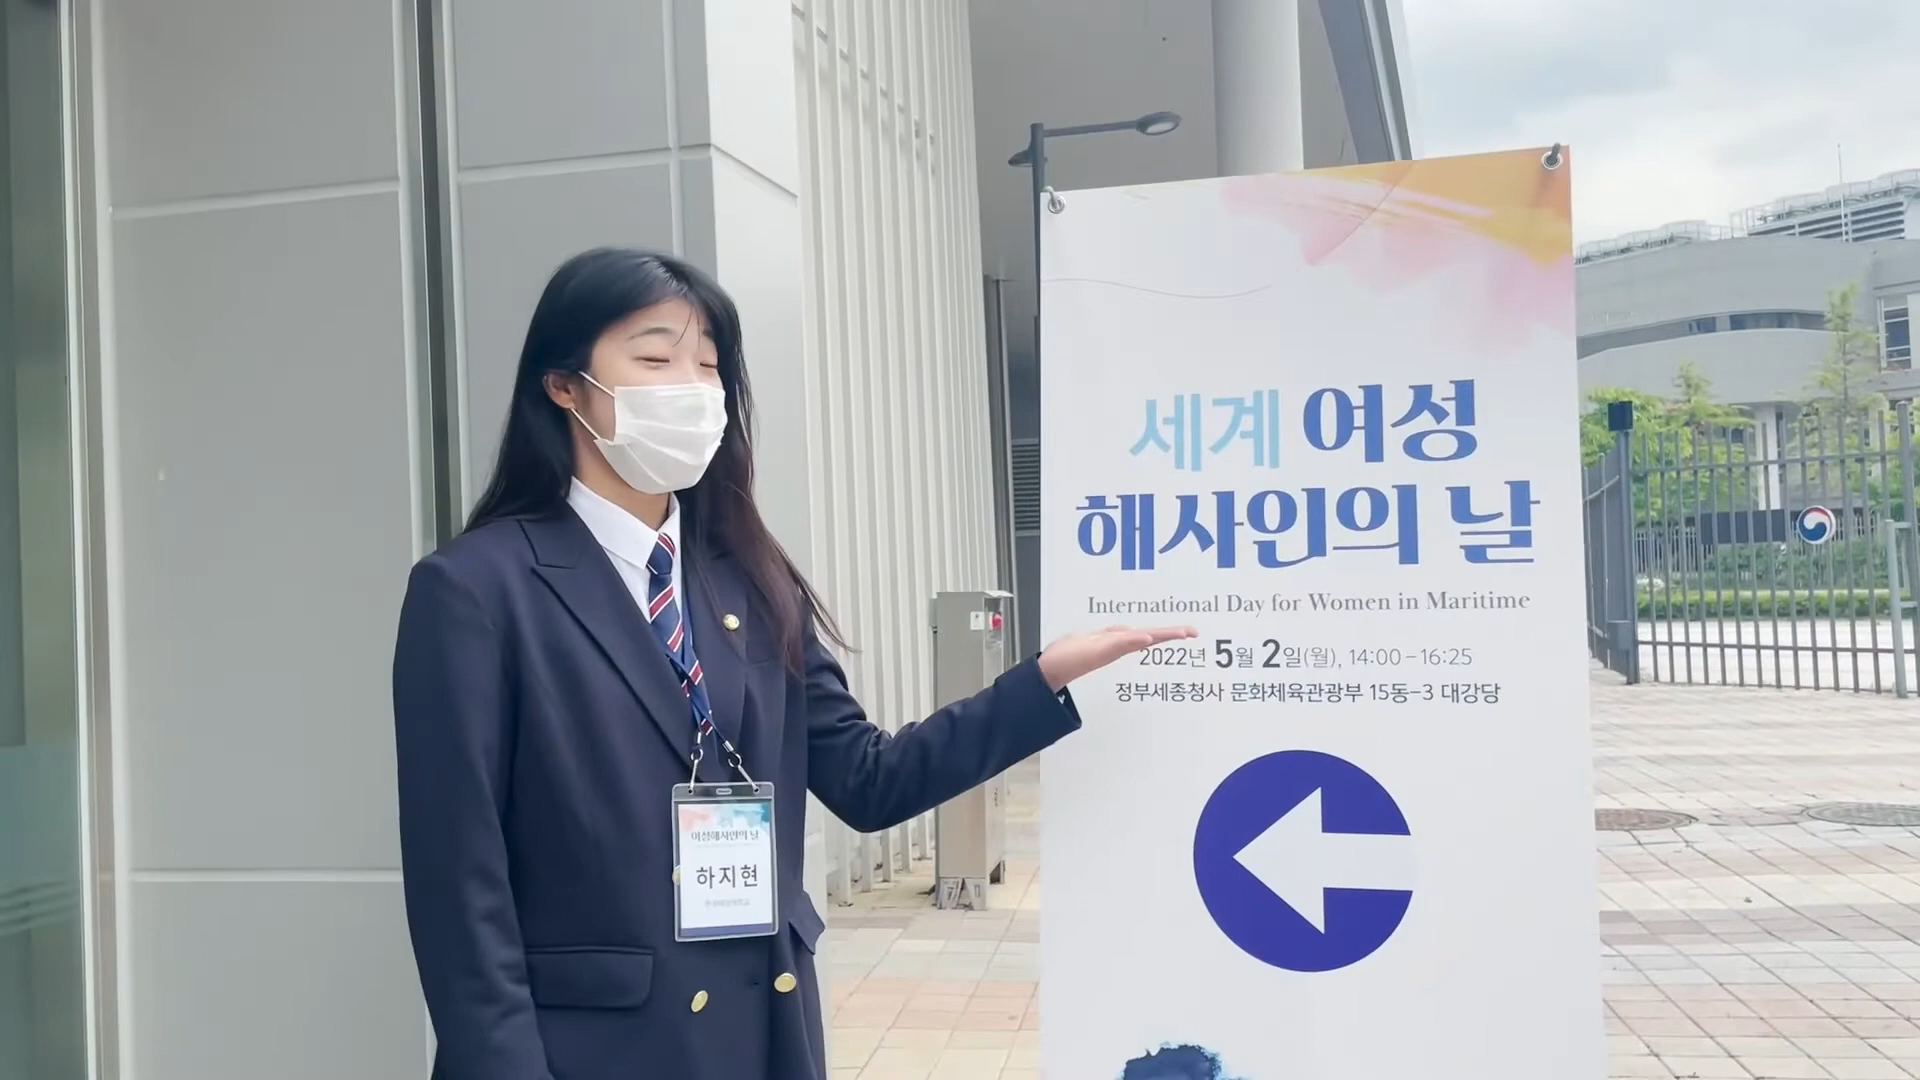 세계 여성
해사인의 날
International Day for Women in Maritime
2022년 5월 2일(월), 14:00-16:25
정부세종청사 문화체육관광부 15동-3 대강당
여성해사인의 날
하지현